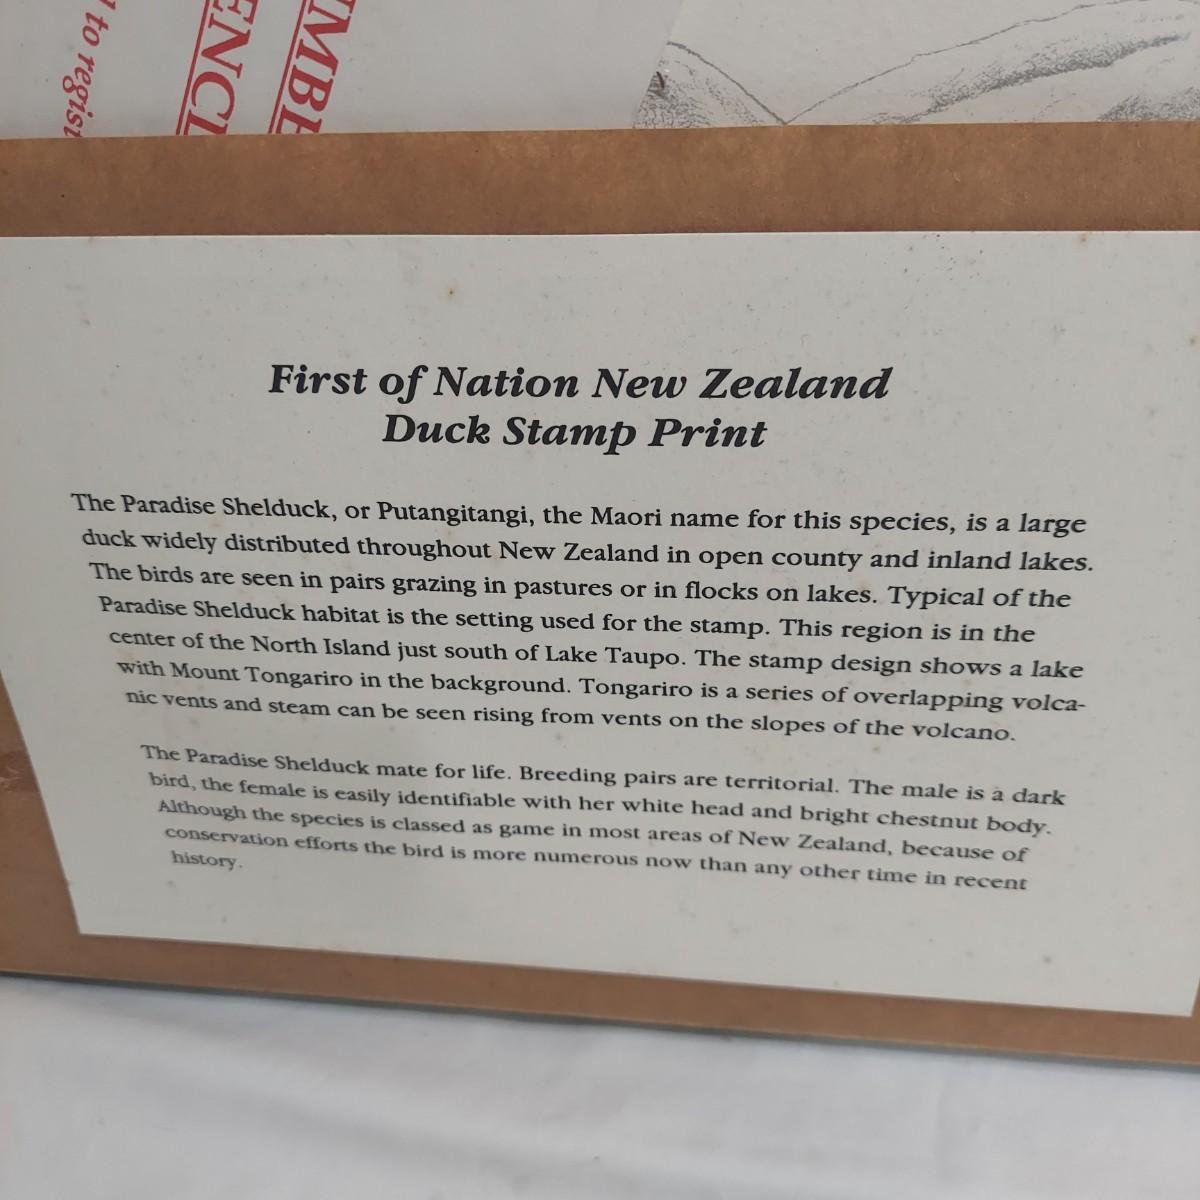 to regist
ENCI
UMBE
First of Nation New Zealand
Duck Stamp Print
The Paradise Shelduck, or Putangitangi, the Maori name for this species, is a large
duck widely distributed throughout New Zealand in open county and inland lakes.
The birds are seen in pairs grazing in pastures or in flocks on lakes. Typical of the
Paradise Shelduck habitat is the setting used for the stamp. This region is in the
center of the North Island just south of Lake Taupo. The stamp design shows a lake
with Mount Tongariro in the background. Tongariro is a series of overlapping volca-
nic vents and steam can be seen rising from vents on the slopes of the volcano.
The Paradise Shelduck mate for life. Breeding pairs are territorial. The male is a dark
bird, the female is easily identifiable with her white head and bright chestnut body.
Although the species is classed as game in most areas of New Zealand, because of
conservation efforts the bird is more numerous now than any other time in recent
history.